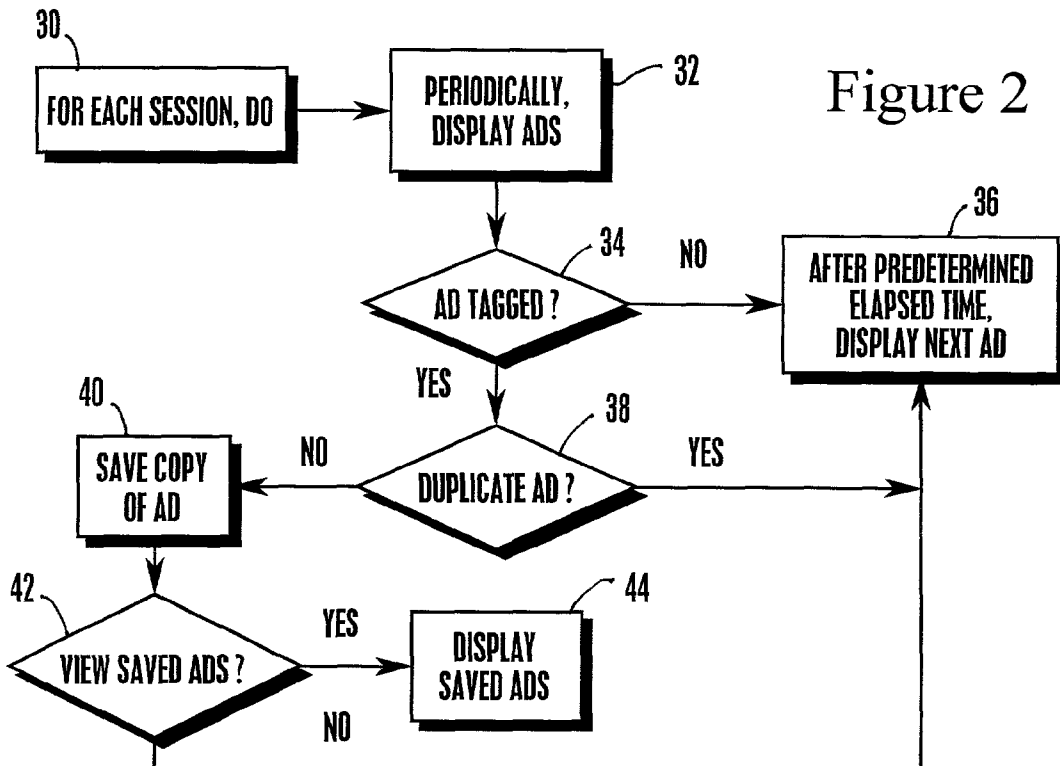 Figure 2
30
FOR EACH SESSION, DO
32
PERIODICALLY,
DISPLAY ADS
34
AD TAGGED ?
NO
36
AFTER PREDETERMINED
ELAPSED TIME,
DISPLAY NEXT AD
YES
38
DUPLICATE AD ?
YES
NO
40
SAVE COPY
OF AD
42
VIEW SAVED ADS ?
YES
44
DISPLAY
SAVED ADS
NO